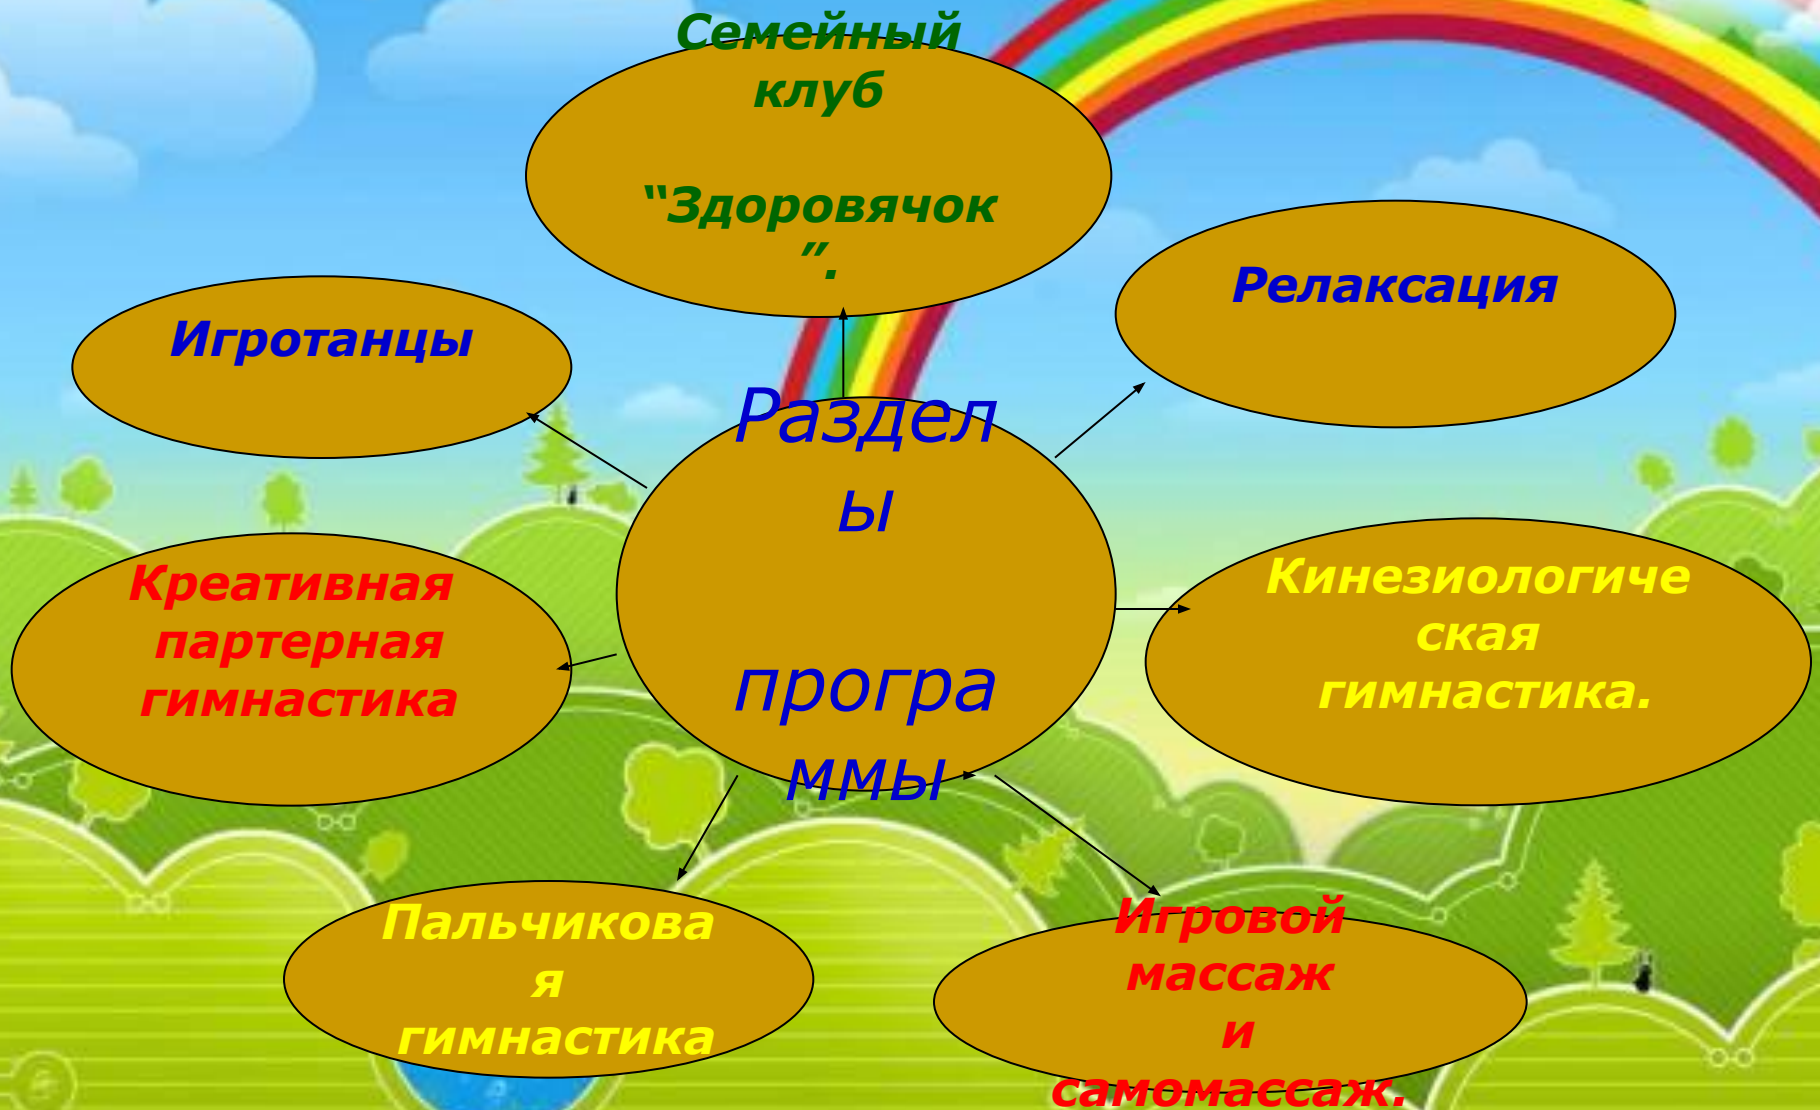 Семейный
клуб
“Здоровячок
”.
Релаксация
Игротанцы
Раздел
ы
програ
ммы
Креативная
партерная
гимнастика
Кинезиологиче
ская
гимнастика.
Пальчикова
я
гимнастика
Игровой
массаж
и
самомассаж.